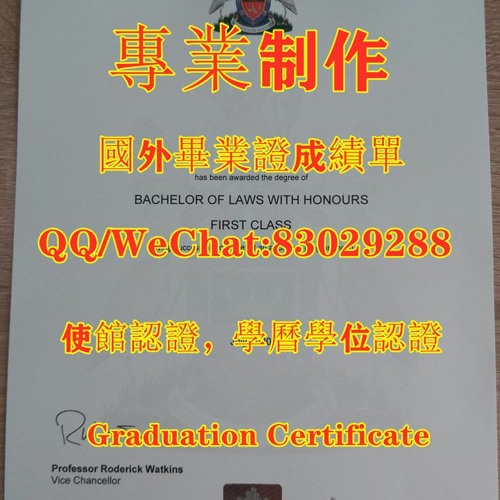 專業制作
國外畢業證成績單
has been awarded the degree of
BACHELOR OF LAWS WITH HONOURS
FIRST CLASS
QQ/WeChat:83029288
使館認證，學曆學位認證
Graduation Certificate
Professor Roderick Watkins
Vice Chancellor